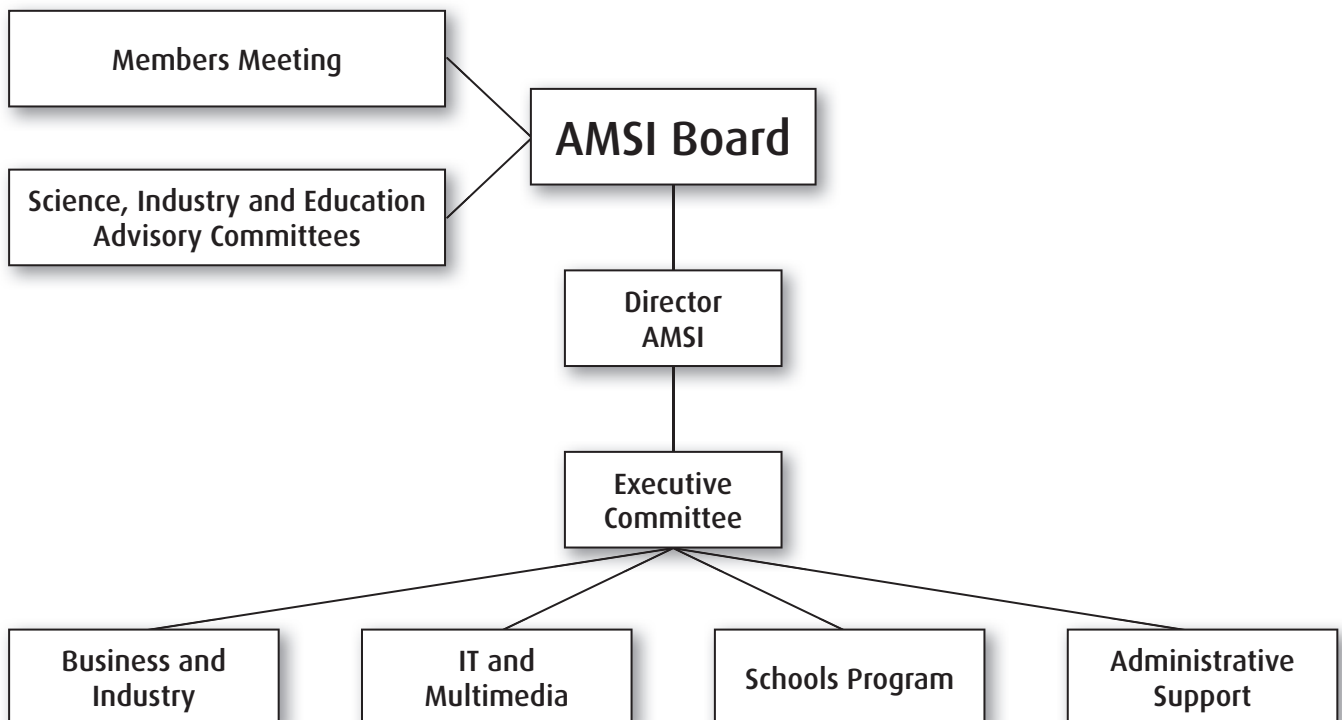 Members Meeting
AMSI Board
Science, Industry and Education
Advisory Committees
Director
AMSI
Executive
Committee
Business and
Industry
IT and
Multimedia
Schools Program
Administrative
Support